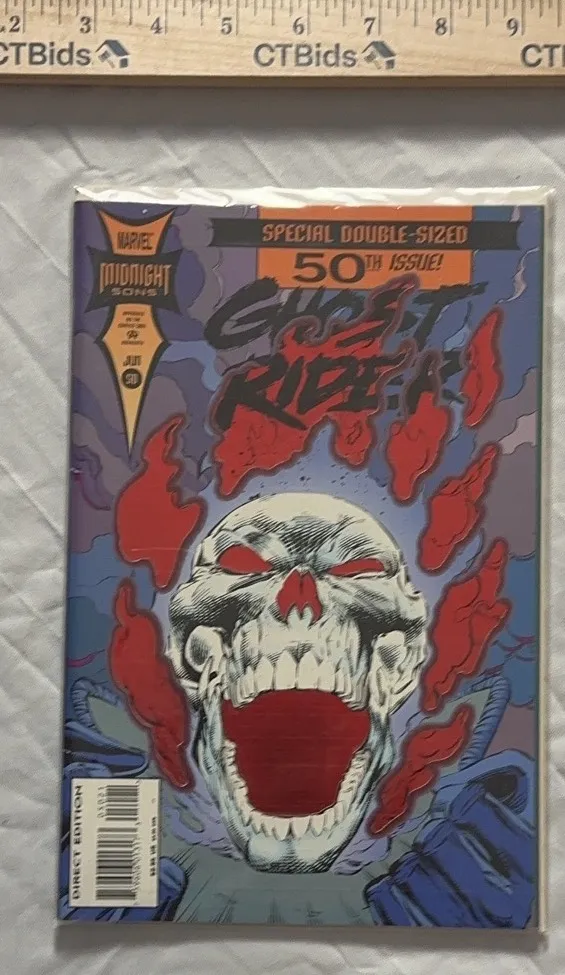 2 3 4 5 6 7 8 9
CTBids CTBids CT
SPECIAL DOUBLE-SIZED
50TH ISSUE!
MARVEL
MIDNIGHT
SONS
JUN
50
GHOST
RIDER
DIRECT EDITION
05021